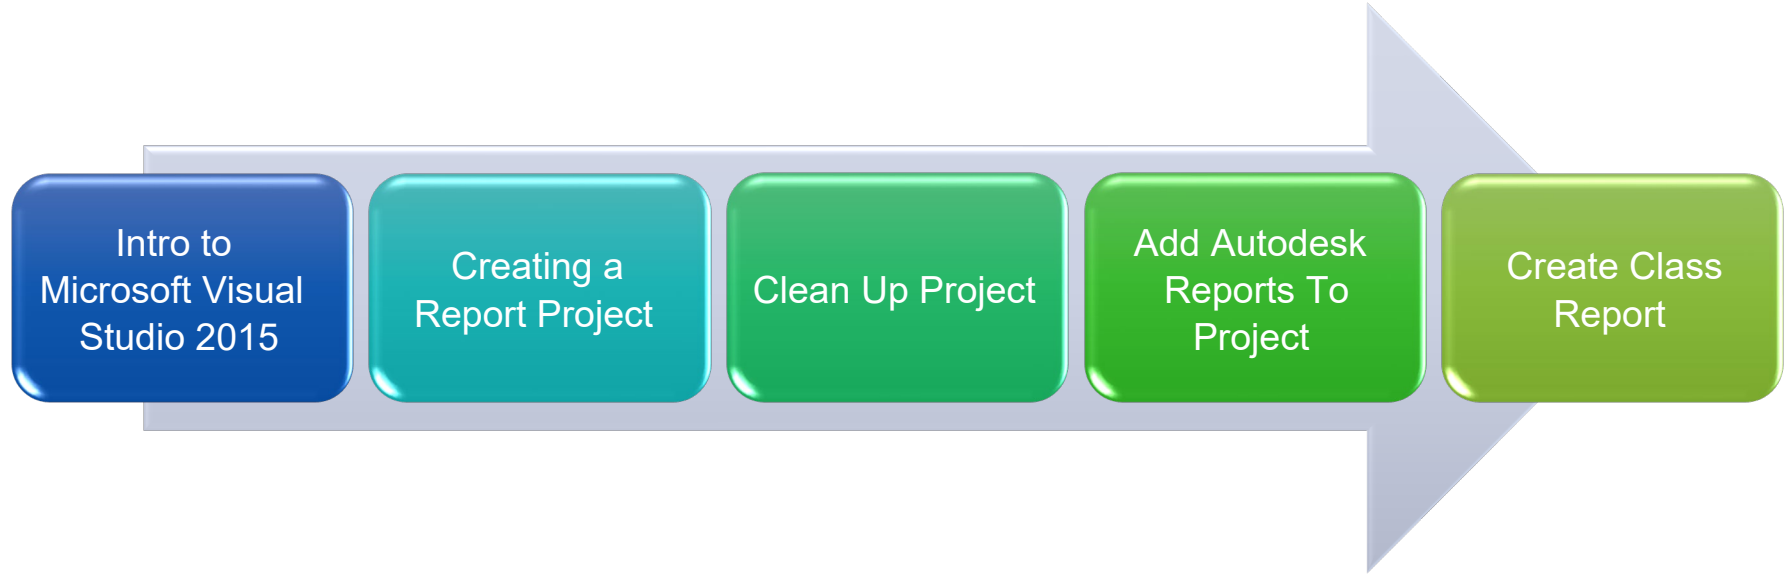 Intro to
Microsoft Visual
Studio 2015
Creating a
Report Project
Clean Up Project
Add Autodesk
Reports To
Project
Create Class
Report